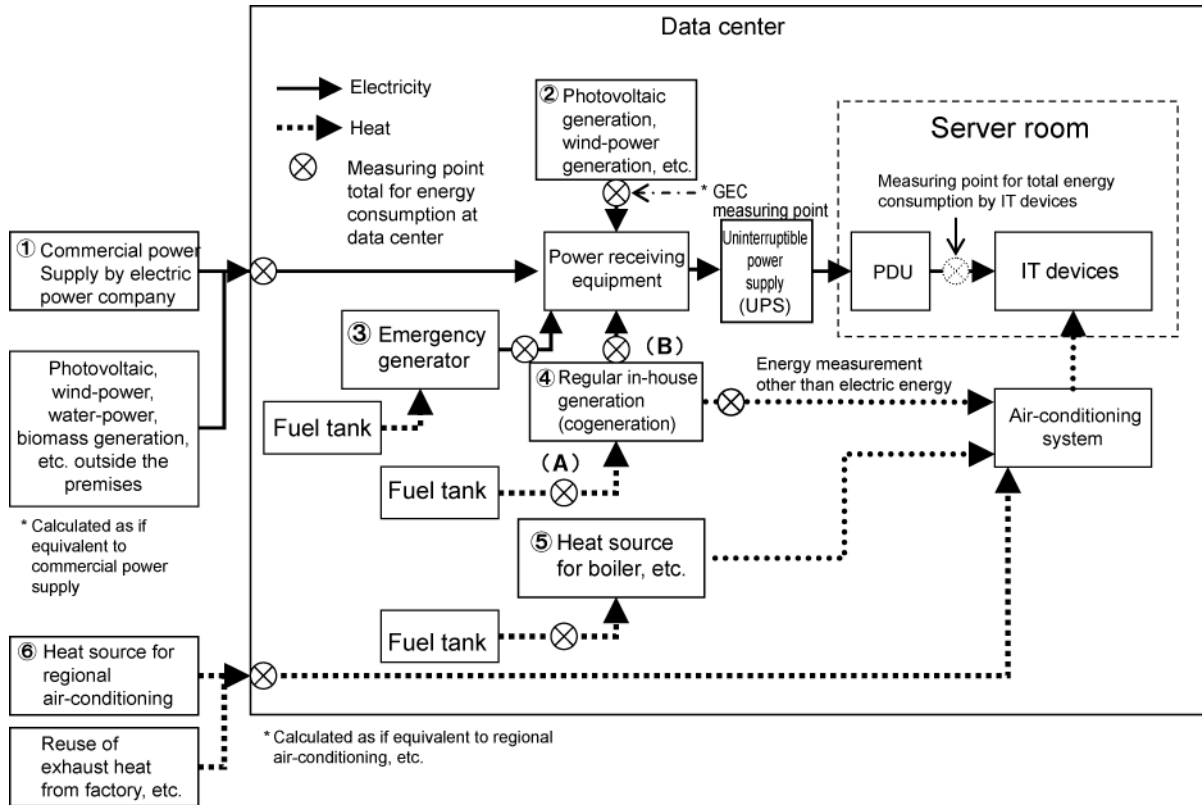 Data center
Electricity
Heat
Measuring point
total for energy
consumption at
data center
② Photovoltaic
generation,
wind-power
generation, etc.
* GEC
measuring point
Server room
Measuring point for total energy
consumption by IT devices
① Commercial power
Supply by electric
power company
Power receiving
equipment
Uninterruptible
power
supply
(UPS)
PDU
IT devices
③ Emergency
generator
(B)
④ Regular in-house
generation
(cogeneration)
Energy measurement
other than electric energy
Air-conditioning
system
Photovoltaic,
wind-power,
water-power,
biomass generation,
etc. outside the
premises
Fuel tank
(A)
Fuel tank
* Calculated as if
equivalent to
commercial power
supply
⑤ Heat source
for boiler, etc.
Fuel tank
⑥ Heat source for
regional
air-conditioning
Reuse of
exhaust heat
from factory, etc.
* Calculated as if equivalent to regional
air-conditioning, etc.